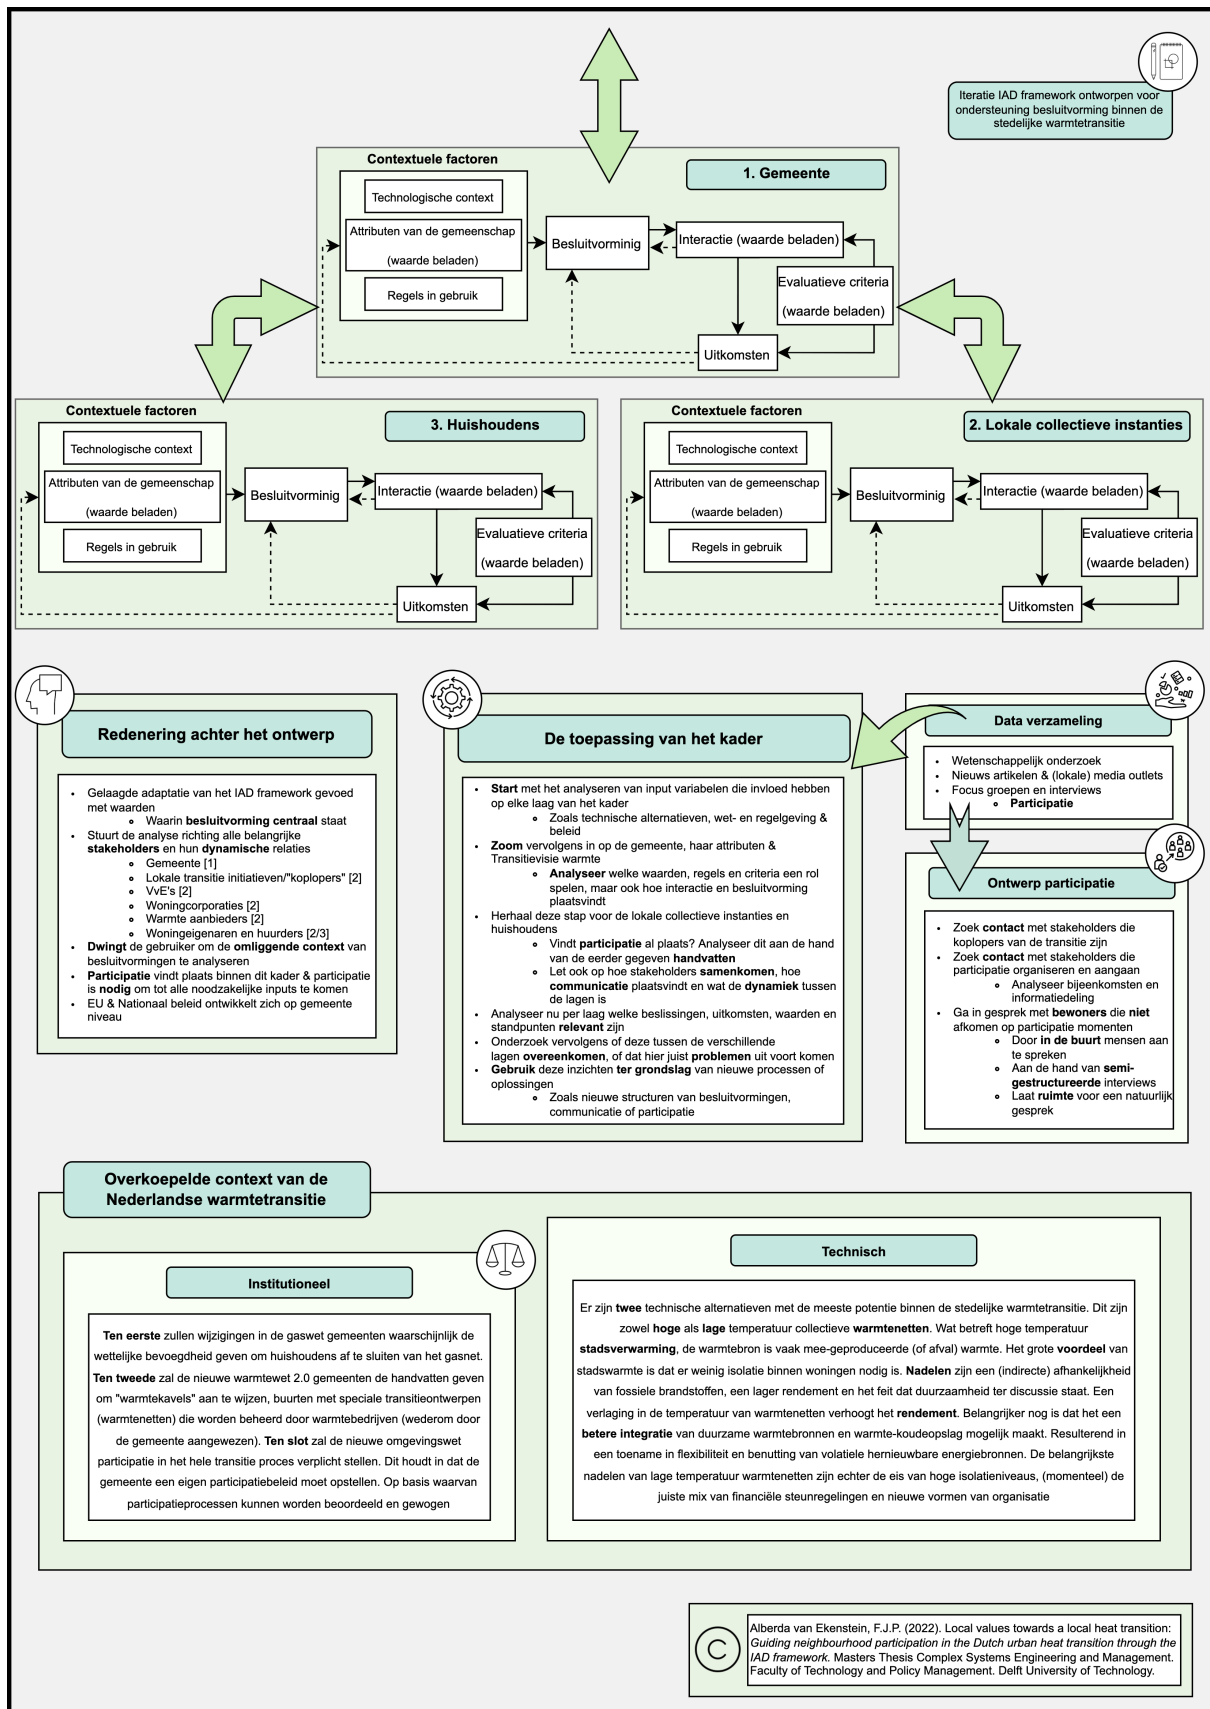 Iteratie IAD framework ontworpen voor
ondersteuning besluitvorming binnen de
stedelijke warmtetransitie
Contextuele factoren
1. Gemeente
Technologische context
Attributen van de gemeenschap
(waarde beladen)
Regels in gebruik
Besluitvorminig
Interactie (waarde beladen)
Evaluatieve criteria
(waarde beladen)
Uitkomsten
Contextuele factoren
3. Huishoudens
Technologische context
Attributen van de gemeenschap
(waarde beladen)
Regels in gebruik
Besluitvorminig
Interactie (waarde beladen)
Evaluatieve criteria
(waarde beladen)
Uitkomsten
Contextuele factoren
2. Lokale collectieve instanties
Technologische context
Attributen van de gemeenschap
(waarde beladen)
Regels in gebruik
Besluitvorminig
Interactie (waarde beladen)
Evaluatieve criteria
(waarde beladen)
Uitkomsten
Redenering achter het ontwerp
• Gelaagde adaptatie van het IAD framework gevoed
met waarden
Waarin besluitvorming centraal staat
• Stuurt de analyse richting alle belangrijke
stakeholders en hun dynamische relaties
Gemeente [1]
Lokale transitie initiatieven/"koplopers" [2]
VvE's [2]
Woningcorporaties [2]
Warmte aanbieders [2]
Woningeigenaren en huurders [2/3]
• Dwingt de gebruiker om de omliggende context van
besluitvormingen te analyseren
• Participatie vindt plaats binnen dit kader & participatie
is nodig om tot alle noodzakelijke inputs te komen
• EU & Nationaal beleid ontwikkelt zich op gemeente
niveau
De toepassing van het kader
• Start met het analyseren van input variabelen die invloed hebben
op elke laag van het kader
Zoals technische alternatieven, wet- en regelgeving &
beleid
• Zoom vervolgens in op de gemeente, haar attributen &
Transitievisie warmte
Analyseer welke waarden, regels en criteria een rol
spelen, maar ook hoe interactie en besluitvorming
plaatsvindt
• Herhaal deze stap voor de lokale collectieve instanties en
huishoudens
Vindt participatie al plaats? Analyseer dit aan de hand
van de eerder gegeven handvatten
Let ook op hoe stakeholders samenkomen, hoe
communicatie plaatsvindt en wat de dynamiek tussen
de lagen is
• Analyseer nu per laag welke beslissingen, uitkomsten, waarden en
standpunten relevant zijn
• Onderzoek vervolgens of deze tussen de verschillende
lagen overeenkomen, of dat hier juist problemen uit voort komen
• Gebruik deze inzichten ter grondslag van nieuwe processen of
oplossingen
Zoals nieuwe structuren van besluitvormingen,
communicatie of participatie
Data verzameling
• Wetenschappelijk onderzoek
• Nieuws artikelen & (lokale) media outlets
• Focus groepen en interviews
Participatie
Ontwerp participatie
• Zoek contact met stakeholders die
koplopers van de transitie zijn
• Zoek contact met stakeholders die
participatie organiseren en aangaan
Analyseer bijeenkomsten en
informatiedeling
• Ga in gesprek met bewoners die niet
afkomen op participatie momenten
Door in de buurt mensen aan
te spreken
Aan de hand van semi-
gestructureerde interviews
Laat ruimte voor een natuurlijk
gesprek
Overkoepelde context van de
Nederlandse warmtetransitie
Institutioneel
Ten eerste zullen wijzigingen in de gaswet gemeenten waarschijnlijk de
wettelijke bevoegdheid geven om huishoudens af te sluiten van het gasnet.
Ten tweede zal de nieuwe warmtewet 2.0 gemeenten de handvatten geven
om "warmtekavels" aan te wijzen, buurten met speciale transitieontwerpen
(warmtenetten) die worden beheerd door warmtebedrijven (wederom door
de gemeente aangewezen). Ten slot zal de nieuwe omgevingswet
participatie in het hele transitie proces verplicht stellen. Dit houdt in dat de
gemeente een eigen participatiebeleid moet opstellen. Op basis waarvan
participatieprocessen kunnen worden beoordeeld en gewogen
Technisch
Er zijn twee technische alternatieven met de meeste potentie binnen de stedelijke warmtetransitie. Dit zijn
zowel hoge als lage temperatuur collectieve warmtenetten. Wat betreft hoge temperatuur
stadsverwarming, de warmtebron is vaak mee-geproduceerde (of afval) warmte. Het grote voordeel van
stadswarmte is dat er weinig isolatie binnen woningen nodig is. Nadelen zijn een (indirecte) afhankelijkheid
van fossiele brandstoffen, een lager rendement en het feit dat duurzaamheid ter discussie staat. Een
verlaging in de temperatuur van warmtenetten verhoogt het rendement. Belangrijker nog is dat het een
betere integratie van duurzame warmtebronnen en warmte-koudeopslag mogelijk maakt. Resulterend in
een toename in flexibiliteit en benutting van volatiele hernieuwbare energiebronnen. De belangrijkste
nadelen van lage temperatuur warmtenetten zijn echter de eis van hoge isolatieniveaus, (momenteel) de
juiste mix van financiële steunregelingen en nieuwe vormen van organisatie
C
Alberda van Ekenstein, F.J.P. (2022). Local values towards a local heat transition:
Guiding neighbourhood participation in the Dutch urban heat transition through the
IAD framework. Masters Thesis Complex Systems Engineering and Management.
Faculty of Technology and Policy Management. Delft University of Technology.